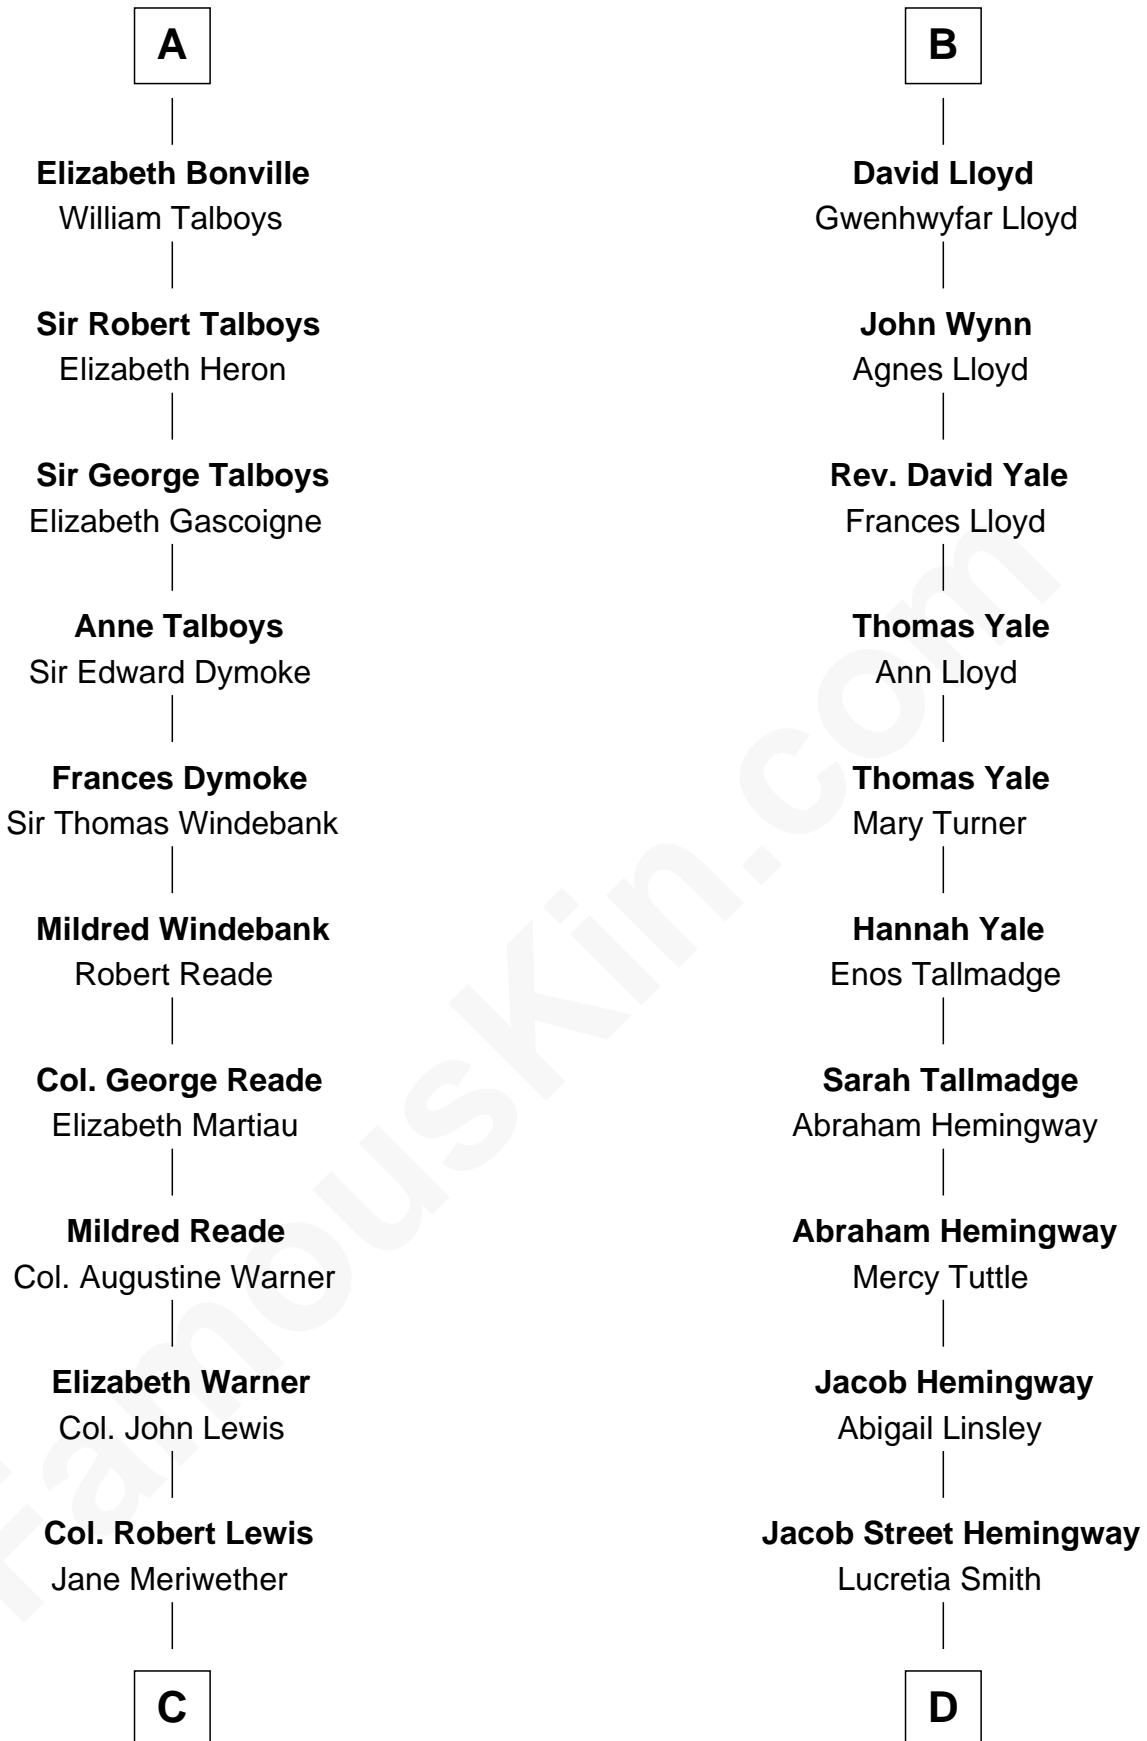 A
Elizabeth Bonville
William Talboys
Sir Robert Talboys
Elizabeth Heron
Sir George Talboys
Elizabeth Gascoigne
Anne Talboys
Sir Edward Dymoke
Frances Dymoke
Sir Thomas Windebank
Mildred Windebank
Robert Reade
Col. George Reade
Elizabeth Martiau
Mildred Reade
Col. Augustine Warner
Elizabeth Warner
Col. John Lewis
Col. Robert Lewis
Jane Meriwether
C
B
David Lloyd
Gwenhwyfar Lloyd
John Wynn
Agnes Lloyd
Rev. David Yale
Frances Lloyd
Thomas Yale
Ann Lloyd
Thomas Yale
Mary Turner
Hannah Yale
Enos Tallmadge
Sarah Tallmadge
Abraham Hemingway
Abraham Hemingway
Mercy Tuttle
Jacob Hemingway
Abigail Linsley
Jacob Street Hemingway
Lucretia Smith
D
FamousKin.com